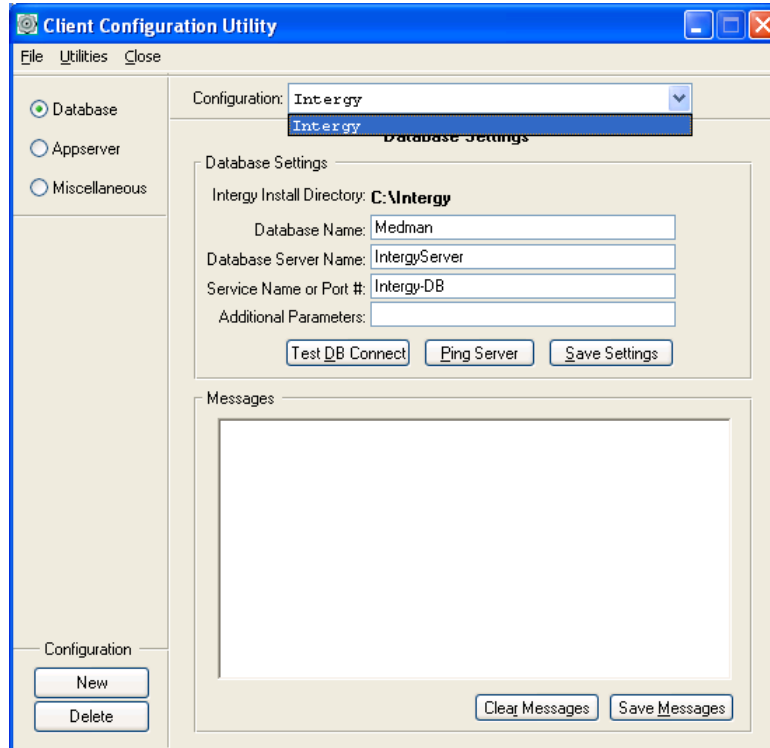 Client Configuration Utility
File Utilities Close
Database
Appserver
Miscellaneous
Configuration: Intergy
Intergy
Database Settings
Database Settings
Intergy Install Directory: C:\Intergy
Database Name: Medman
Database Server Name: IntergyServer
Service Name or Port #: Intergy-DB
Additional Parameters:
Test DB Connect Ping Server Save Settings
Messages
Configuration
New
Delete
Clear Messages Save Messages